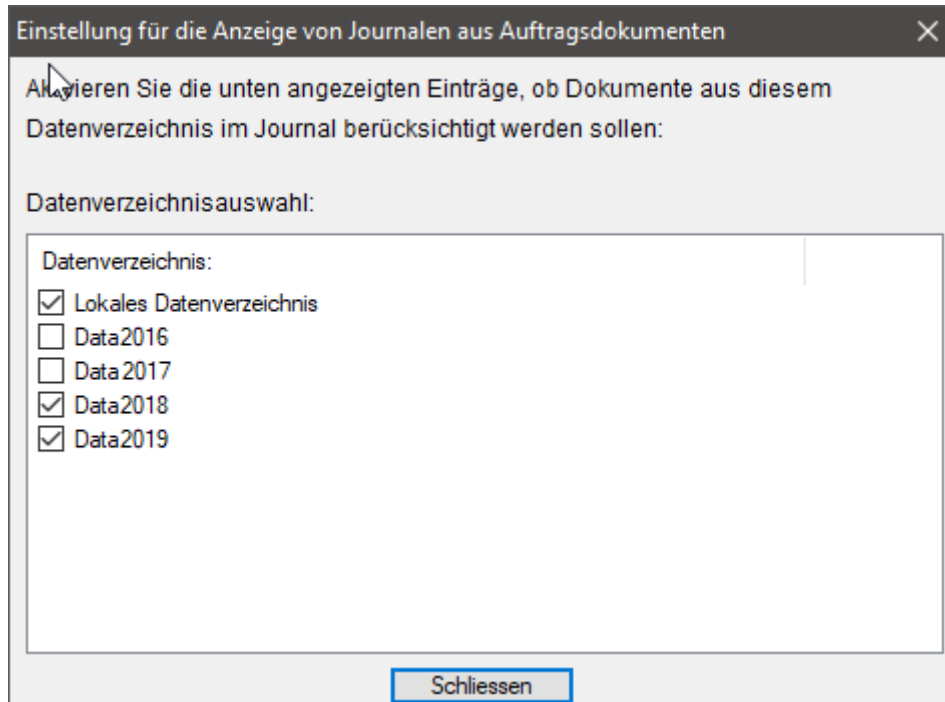 Einstellung für die Anzeige von Journalen aus Auftragsdokumenten
Aktivieren Sie die unten angezeigten Einträge, ob Dokumente aus diesem
Datenverzeichnis im Journal berücksichtigt werden sollen:
Datenverzeichnisauswahl:
Datenverzeichnis:
Lokales Datenverzeichnis
Data2016
Data2017
Data2018
Data2019
Schliessen